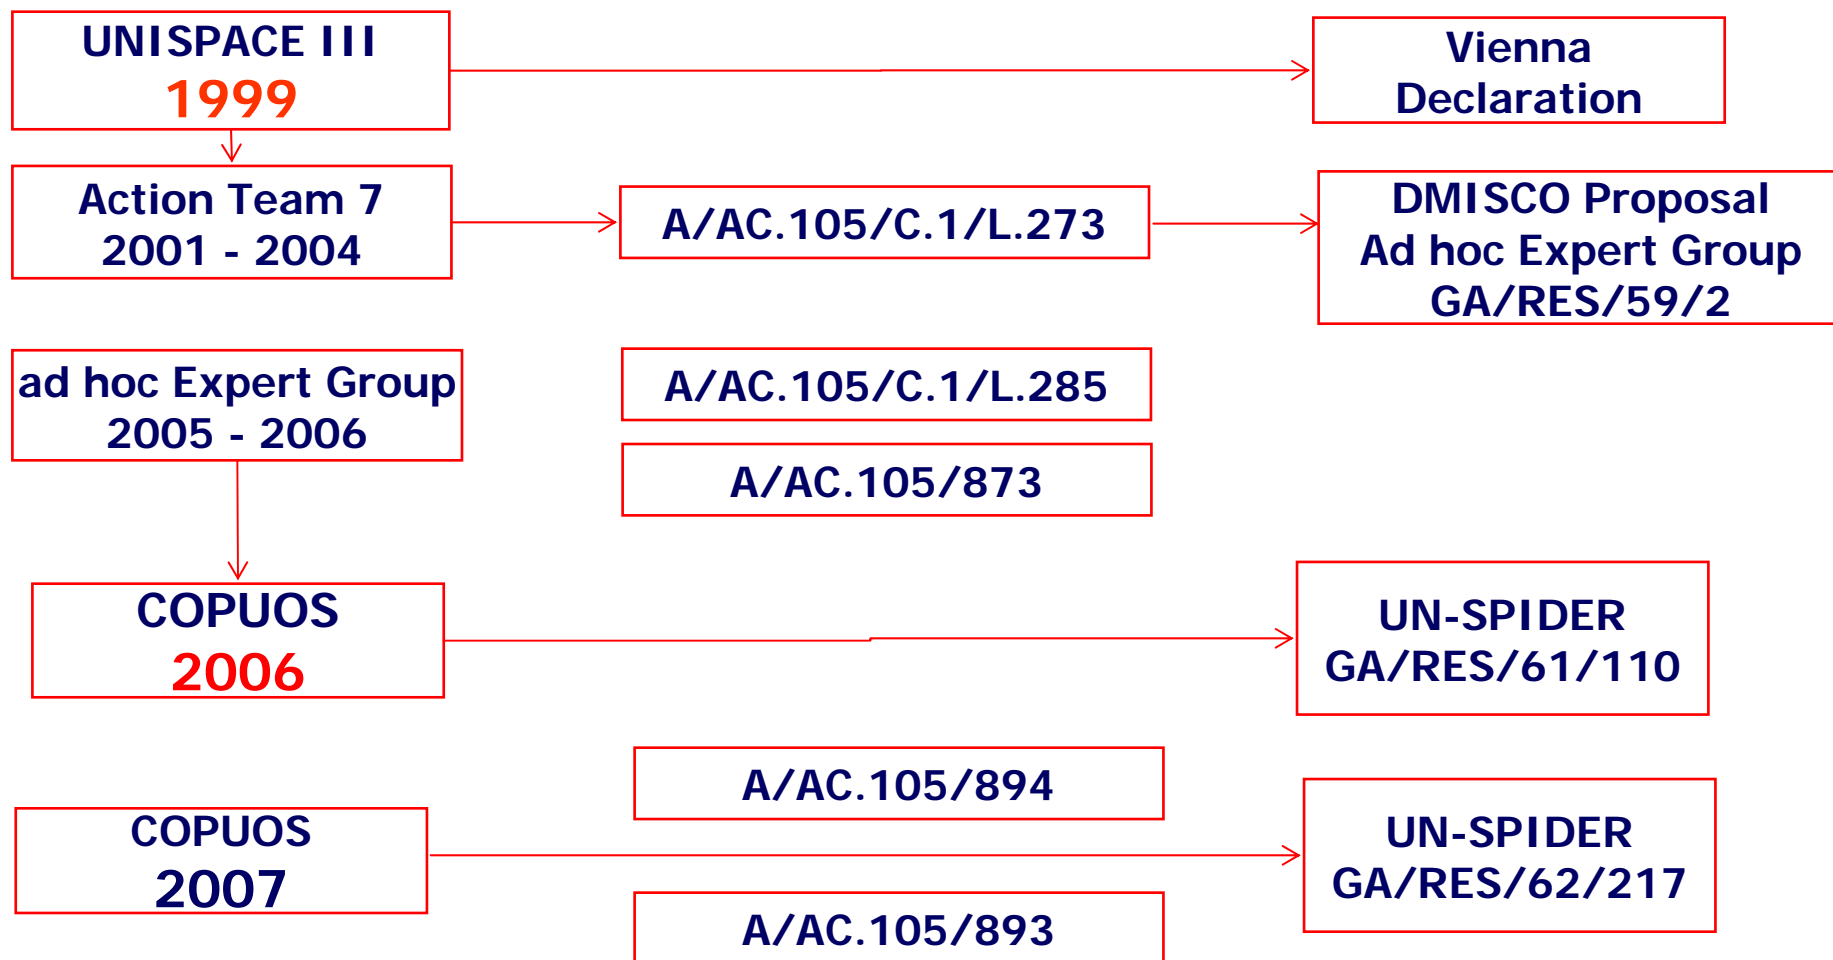 UNISPACE III
1999
Vienna
Declaration
Action Team 7
2001 - 2004
A/AC.105/C.1/L.273
DMISCO Proposal
Ad hoc Expert Group
GA/RES/59/2
ad hoc Expert Group
2005 - 2006
A/AC.105/C.1/L.285
A/AC.105/873
COPUOS
2006
UN-SPIDER
GA/RES/61/110
A/AC.105/894
COPUOS
2007
UN-SPIDER
GA/RES/62/217
A/AC.105/893